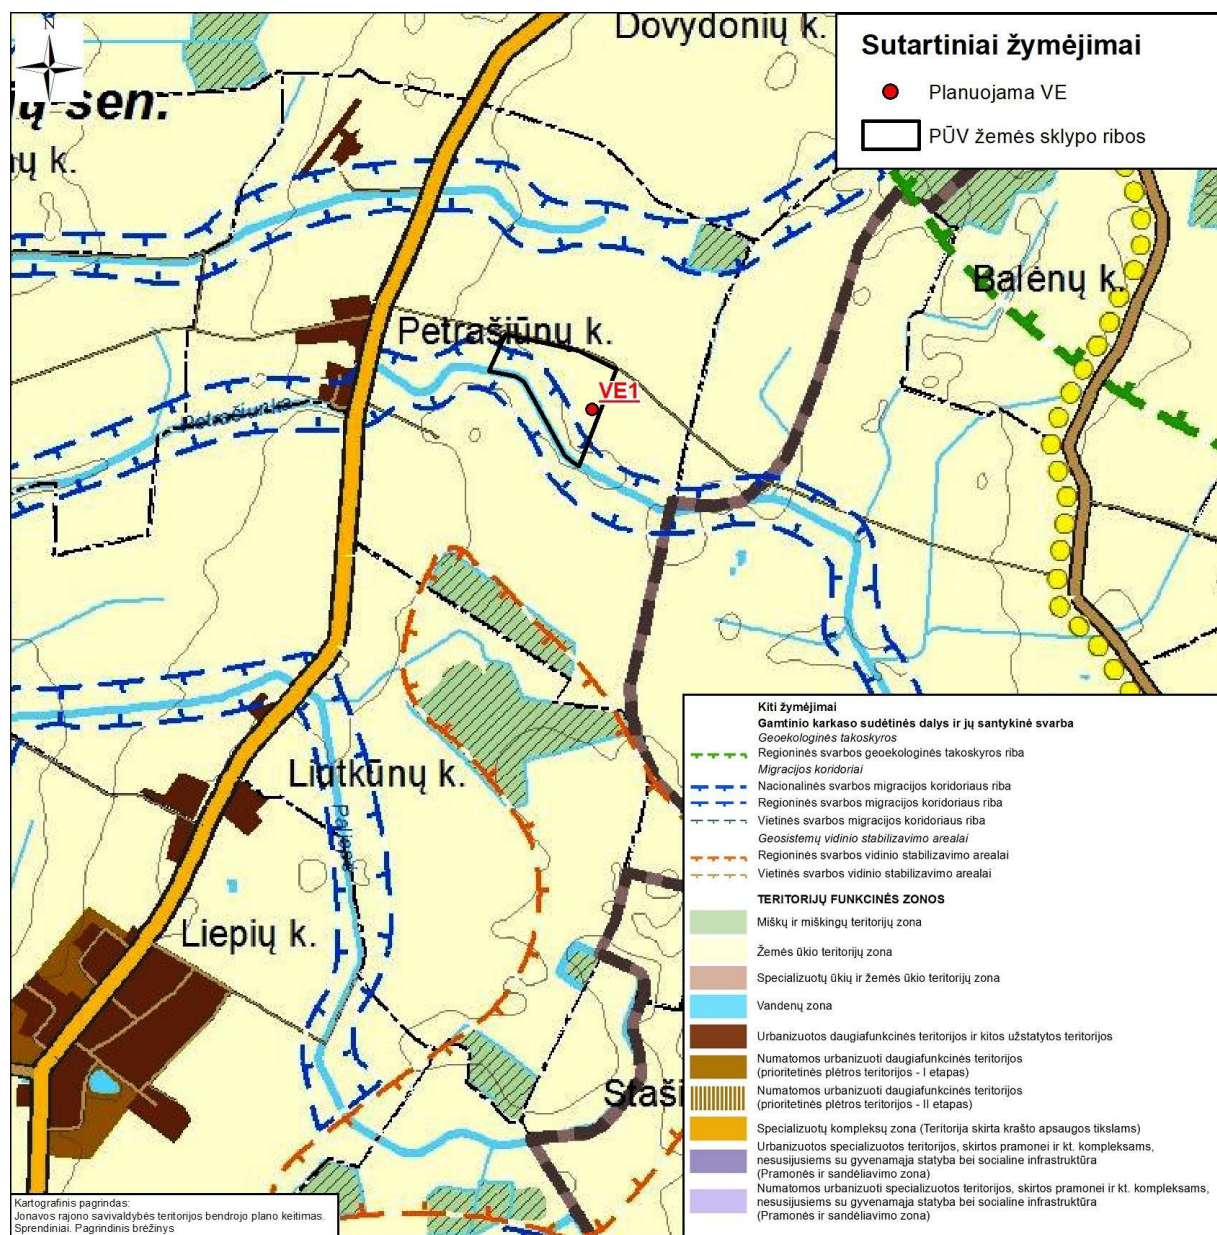 N
Dovydonių k.
ių sen.
nų k.
Sutartiniai žymėjimai
Planuojama VE
PŪV žemės sklypo ribos
Balėnų k.
Petrašiūnų k.
VE1
Petrašiunka
Liutkūnų k.
Liepių k.
Kiti žymėjimai
Gamtinio karkaso sudėtinės dalys ir jų santykinė svarba
Geoekologinės takoskyros
Regioninės svarbos geoekologinės takoskyros riba
Migracijos koridoriai
Nacionalinės svarbos migracijos koridoriaus riba
Regioninės svarbos migracijos koridoriaus riba
Vietinės svarbos migracijos koridoriaus riba
Geosistemų vidinio stabilizavimo arealai
Regioninės svarbos vidinio stabilizavimo arealai
Vietinės svarbos vidinio stabilizavimo arealai
TERITORIJŲ FUNKCINĖS ZONOS
Miškų ir miškingų teritorijų zona
Žemės ūkio teritorijų zona
Specializuotų ūkių ir žemės ūkio teritorijų zona
Vandenų zona
Urbanizuotos daugiafunkcinės teritorijos ir kitos užstatytos teritorijos
Numatomos urbanizuoti daugiafunkcinės teritorijos
(prioritetinės plėtros teritorijos - I etapas)
Numatomos urbanizuoti daugiafunkcinės teritorijos
(prioritetinės plėtros teritorijos - II etapas)
Specializuotų kompleksų zona (Teritorija skirta krašto apsaugos tikslams)
Urbanizuotos specializuotos teritorijos, skirtos pramonei ir kt. kompleksams,
nesusijusiems su gyvenamąja statyba bei socialine infrastruktūra
(Pramonės ir sandėliavimo zona)
Numatomos urbanizuoti specializuotos teritorijos, skirtos pramonei ir kt. kompleksams,
nesusijusiems su gyvenamąja statyba bei socialine infrastruktūra
(Pramonės ir sandėliavimo zona)
Staši
Kartografinis pagrindas:
Jonavos rajono savivaldybės teritorijos bendrojo plano keitimas.
Sprendiniai. Pagrindinis brėžinys